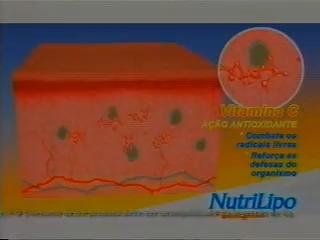 Vitamina C
AÇÃO ANTIOXIDANTE
* Combate os
radicais livres
* Reforça as
defesas do
organismo
NutriLipo